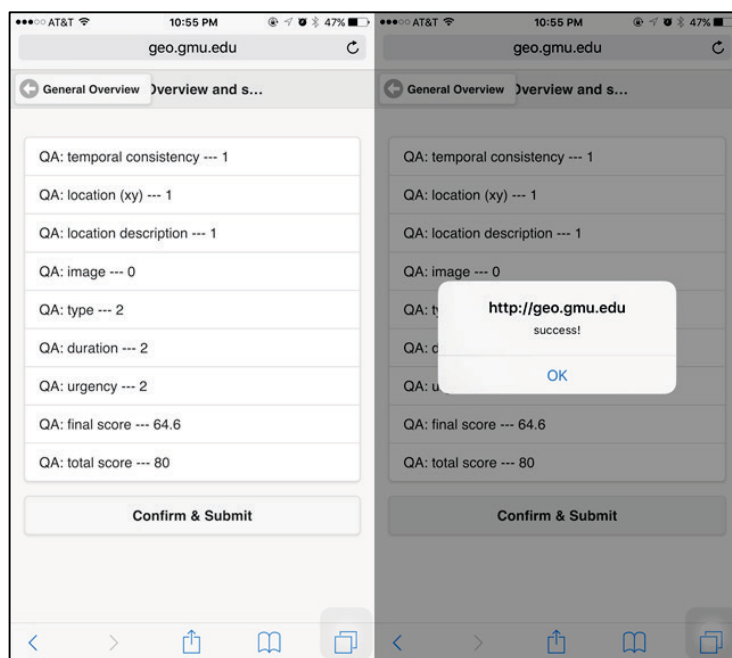 AT&T 10:55 PM 47%
geo.gmu.edu
General Overview Overview and s...
QA: temporal consistency --- 1
QA: location (xy) --- 1
QA: location description --- 1
QA: image --- 0
QA: type --- 2
QA: duration --- 2
QA: urgency --- 2
QA: final score --- 64.6
QA: total score --- 80
Confirm & Submit
AT&T 10:55 PM 47%
geo.gmu.edu
General Overview Overview and s...
QA: temporal consistency --- 1
QA: location (xy) --- 1
QA: location description --- 1
QA: image --- 0
QA: ty
QA: d
QA: u
http://geo.gmu.edu
success!
OK
QA: final score --- 64.6
QA: total score --- 80
Confirm & Submit